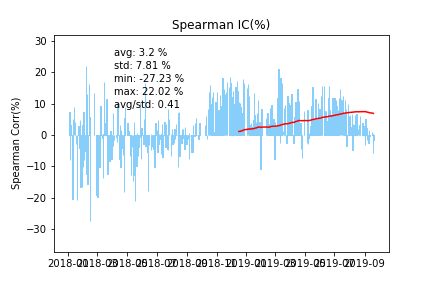 Spearman IC(%)
avg: 3.2 %
std: 7.81 %
min: -27.23 %
max: 22.02 %
avg/std: 0.41
Spearman Corr(%)
30
20
10
0
−10
−20
−30
2018-01 2018-03 2018-05 2018-07 2018-09 2018-11 2019-01 2019-03 2019-05 2019-07 2019-09